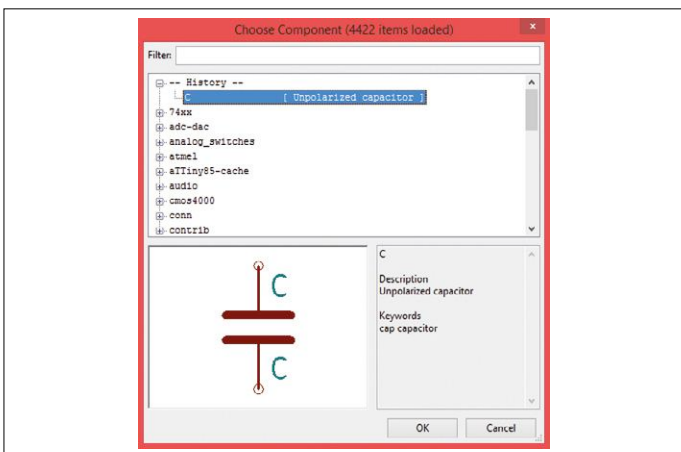 Choose Component (4422 items loaded)
x
Filter:
-- History --
C [ Unpolarized capacitor ]
74xx
adc-dac
analog_switches
atmel
aTTiny85-cache
audio
cmos4000
conn
contrib
C
C
C
Description
Unpolarized capacitor
Keywords
cap capacitor
OK Cancel